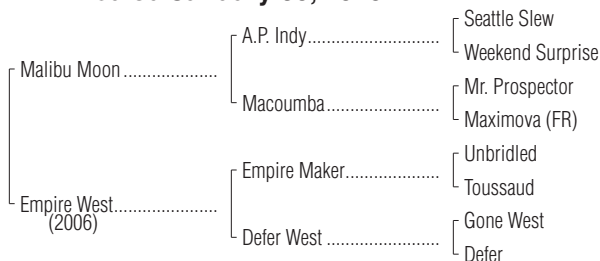 Seattle Slew
A.P. Indy
Weekend Surprise
Malibu Moon
Mr. Prospector
Macoumba
Maximova (FR)
Unbridled
Empire Maker
Toussaud
Empire West
(2006)
Gone West
Defer West
Defer